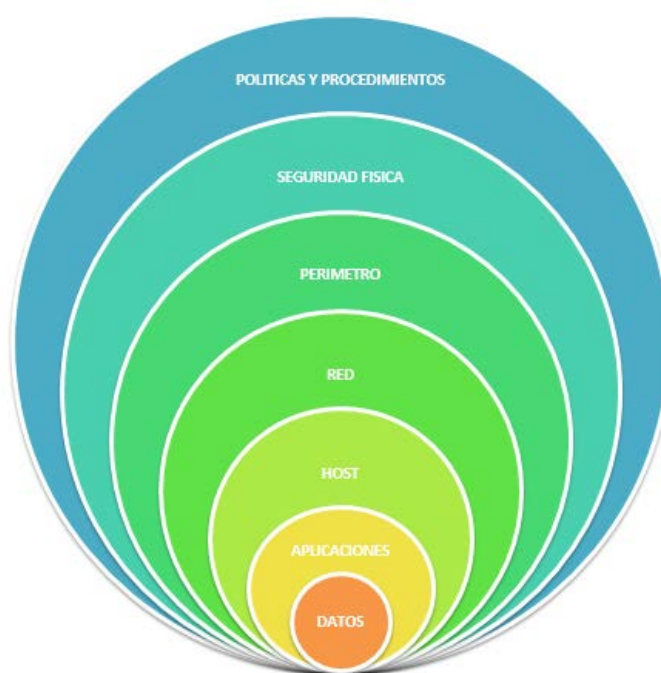 POLITICAS Y PROCEDIMIENTOS
SEGURIDAD FISICA
PERIMETRO
RED
HOST
APLICACIONES
DATOS